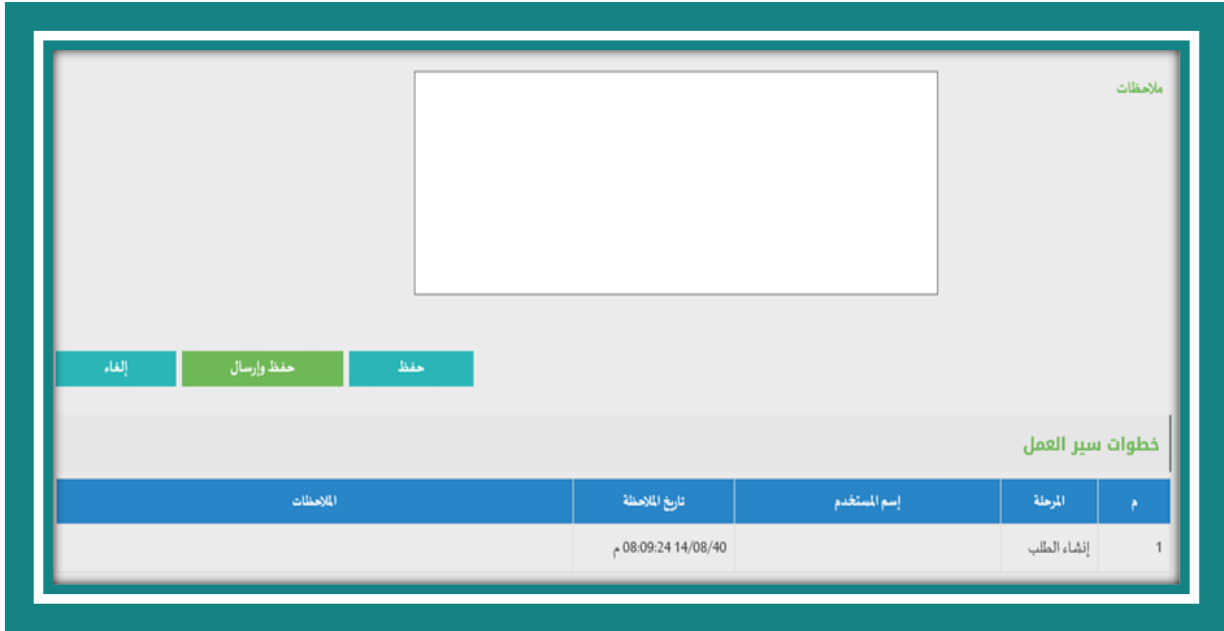 ملاحظات
حفظ
حفظ وإرسال
إلغاء
خطوات سير العمل
م المرحلة إسم المستخدم تاريخ الملاحظة الملاحظات
1 إنشاء الطلب 14/08/40 08:09:24 م